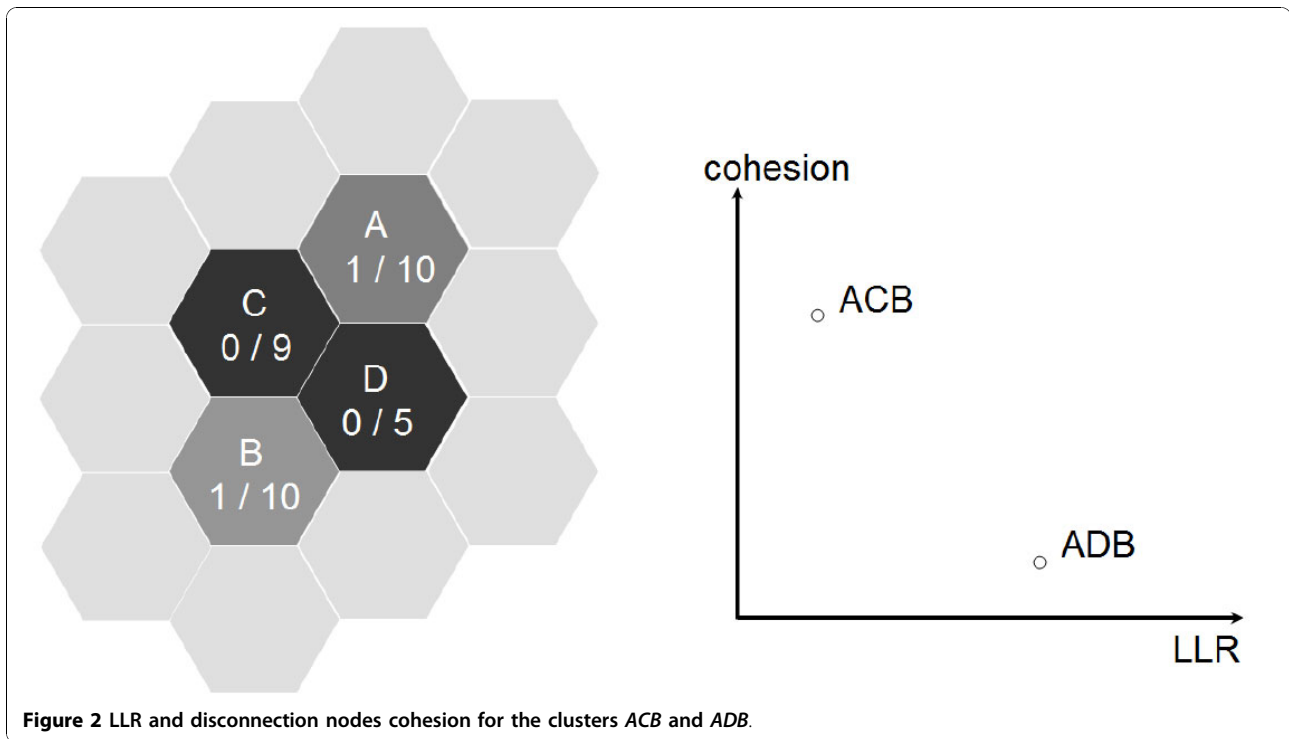 A
1 / 10
C
0 / 9
D
0 / 5
B
1 / 10
cohesion
ACB
ADB
LLR
Figure 2 LLR and disconnection nodes cohesion for the clusters ACB and ADB.